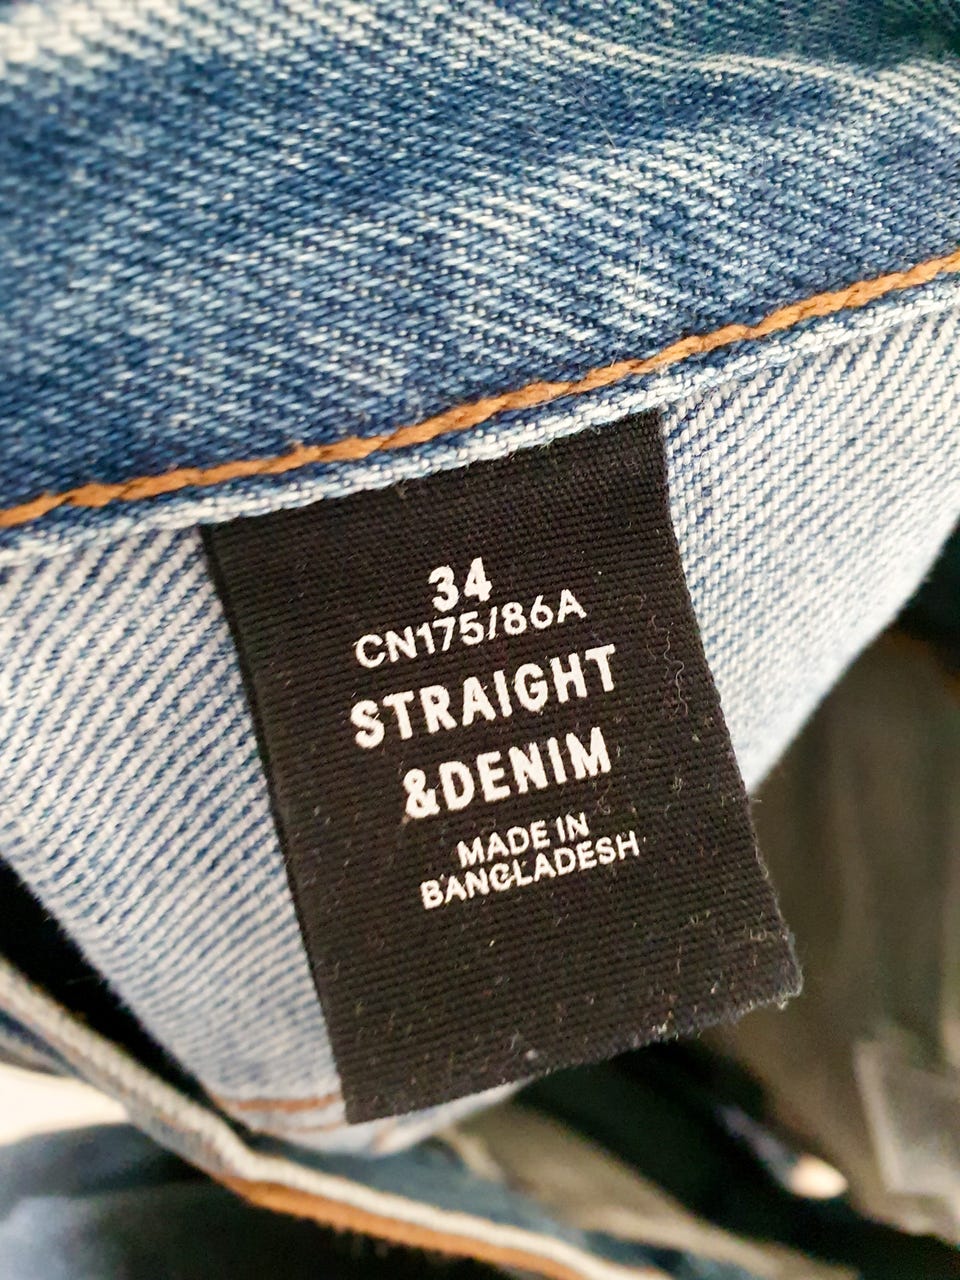 34
CN175/86A
STRAIGHT
&DENIM
MADE IN
BANGLADESH